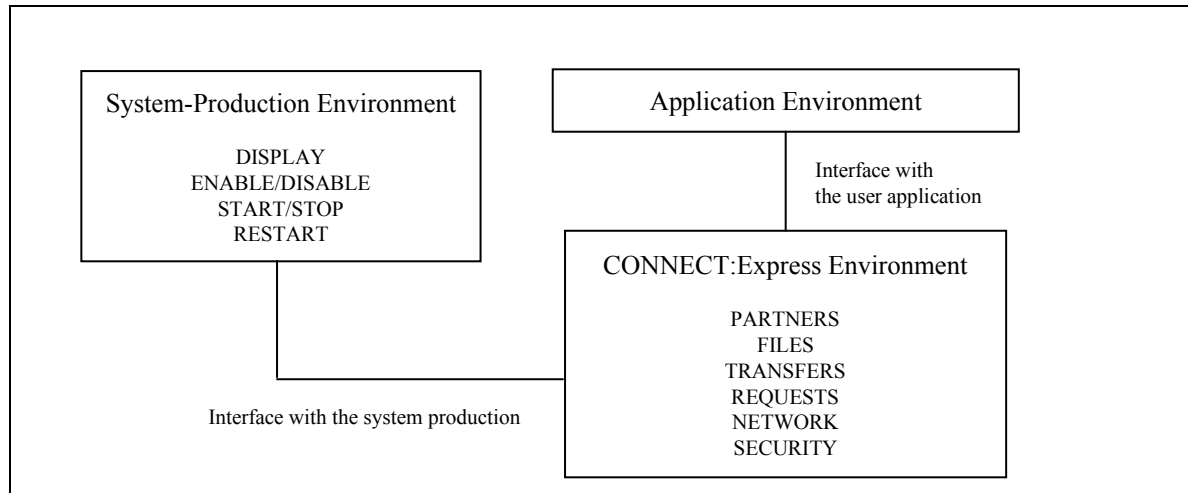 System-Production Environment
DISPLAY
ENABLE/DISABLE
START/STOP
RESTART
Application Environment
Interface with
the user application
CONNECT:Express Environment
PARTNERS
FILES
TRANSFERS
REQUESTS
NETWORK
SECURITY
Interface with the system production